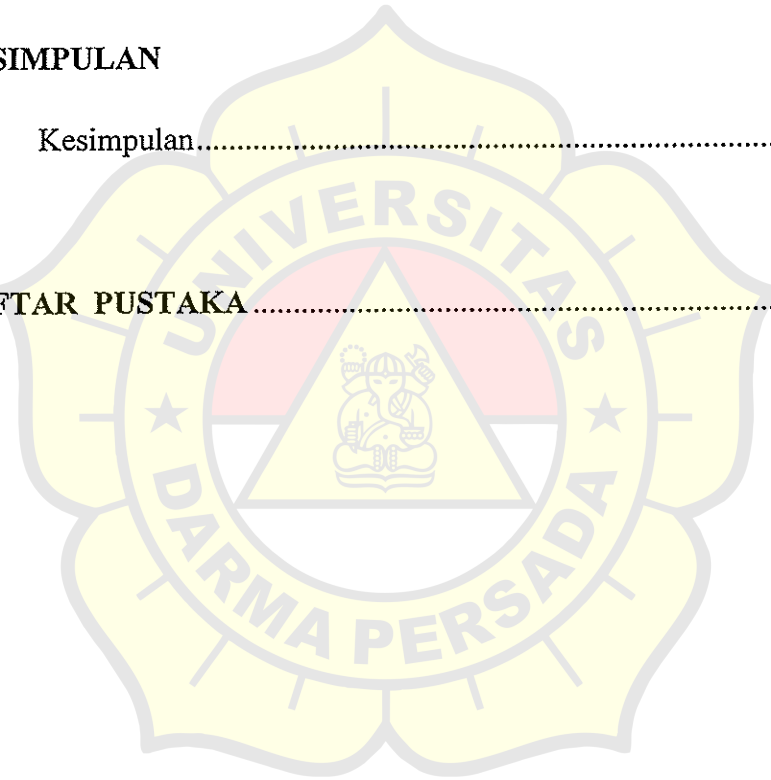 SIMPULAN
Kesimpulan................................................................................
FTAR PUSTAKA........................................................................
UNIVERSITAS
DARMA PERSADA